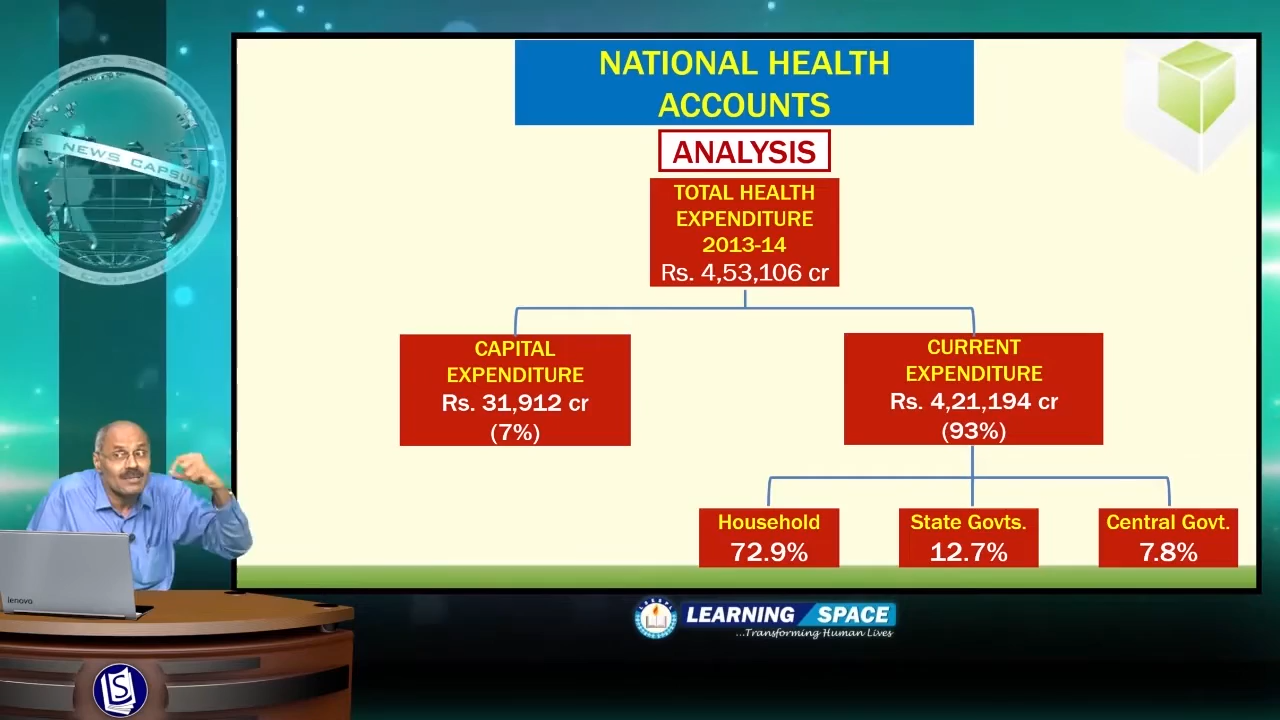 NATIONAL HEALTH
ACCOUNTS
ANALYSIS
TOTAL HEALTH
EXPENDITURE
2013-14
Rs. 4,53,106 cr
CAPITAL
EXPENDITURE
Rs. 31,912 cr
(7%)
CURRENT
EXPENDITURE
Rs. 4,21,194 cr
(93%)
Household
72.9%
State Govts.
12.7%
Central Govt.
7.8%
NEWS CAPSUL
lenovo
LEARNING SPACE
...Transforming Human Lives
LS